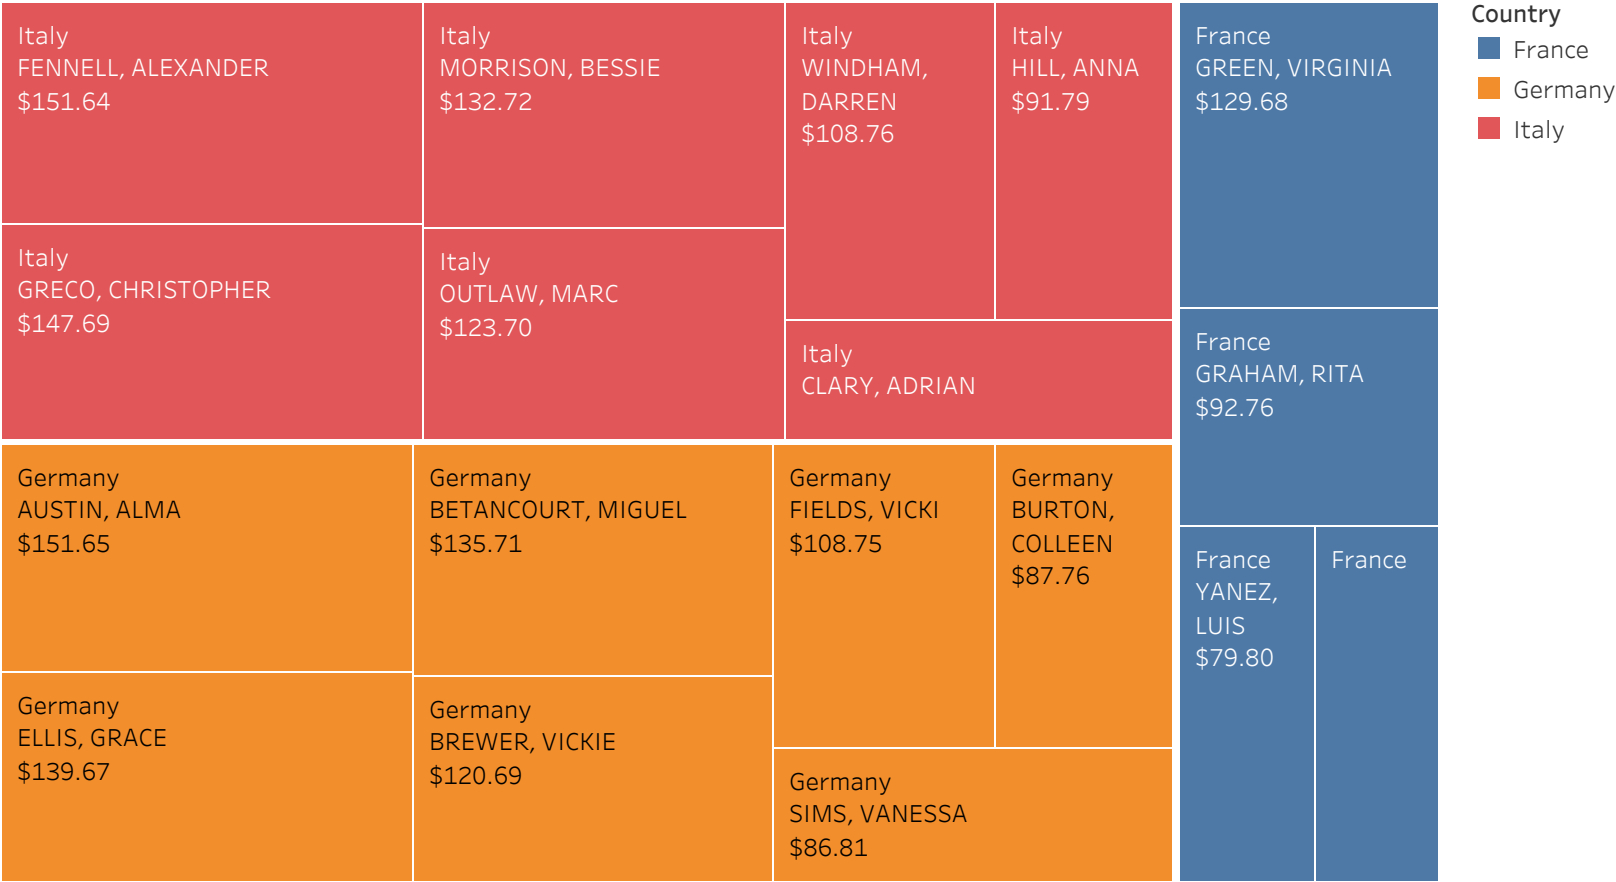 Italy
FENNELL, ALEXANDER
$151.64
Italy
MORRISON, BESSIE
$132.72
Italy
WINDHAM,
DARREN
$108.76
Italy
HILL, ANNA
$91.79
Italy
GRECO, CHRISTOPHER
$147.69
Italy
OUTLAW, MARC
$123.70
Italy
CLARY, ADRIAN
Germany
AUSTIN, ALMA
$151.65
Germany
BETANCOURT, MIGUEL
$135.71
Germany
FIELDS, VICKI
$108.75
Germany
BURTON,
COLLEEN
$87.76
Germany
ELLIS, GRACE
$139.67
Germany
BREWER, VICKIE
$120.69
Germany
SIMS, VANESSA
$86.81
France
GREEN, VIRGINIA
$129.68
France
GRAHAM, RITA
$92.76
France
YANEZ,
LUIS
$79.80
France
Country
France
Germany
Italy